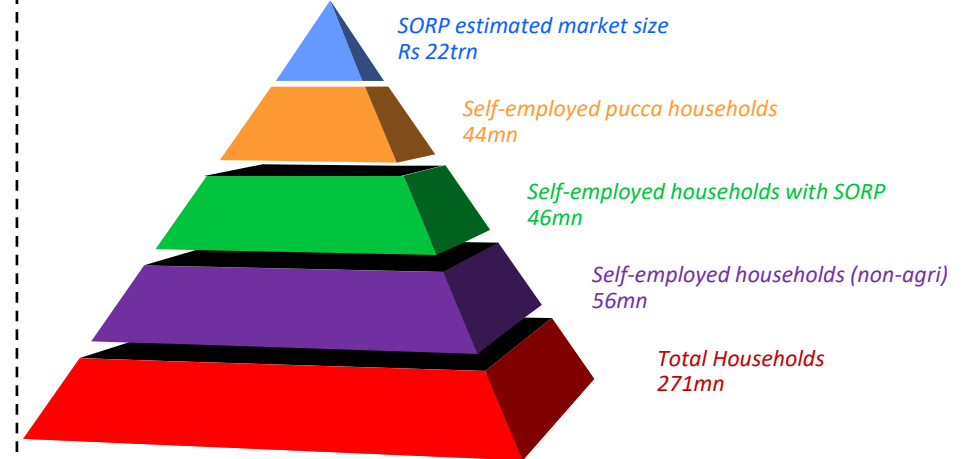 SORP estimated market size
Rs 22trn
Self-employed pucca households
44mn
Self-employed households with SORP
46mn
Self-employed households (non-agri)
56mn
Total Households
271mn